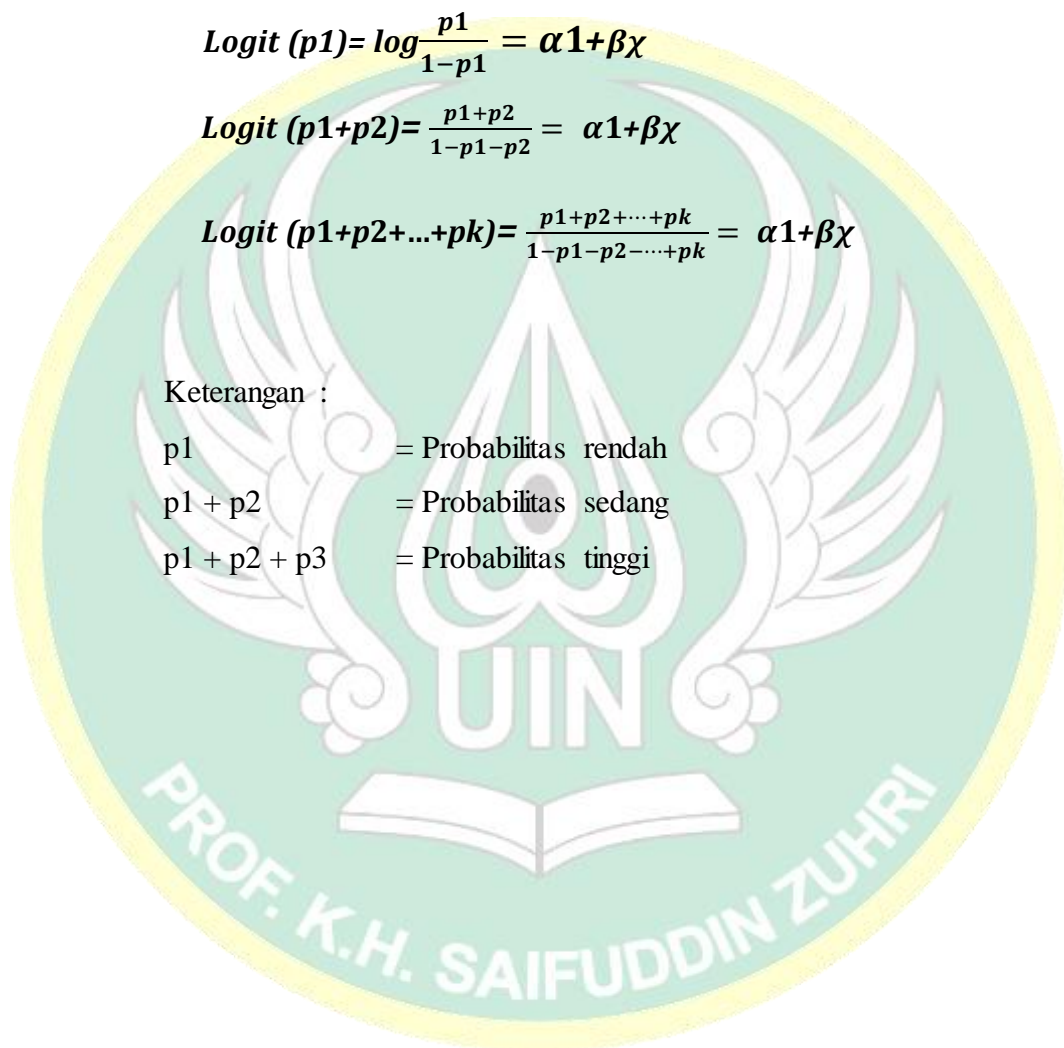 Logit (p1)= log p1/1−p1 = α1+βχ
Logit (p1+p2)= p1+p2/1−p1−p2 = α1+βχ
Logit (p1+p2+...+pk)= p1+p2+⋯+pk/1−p1−p2−⋯+pk = α1+βχ
Keterangan :
p1 = Probabilitas rendah
p1 + p2 = Probabilitas sedang
p1 + p2 + p3 = Probabilitas tinggi
UIN
PROF. K.H. SAIFUDDIN ZUHRI